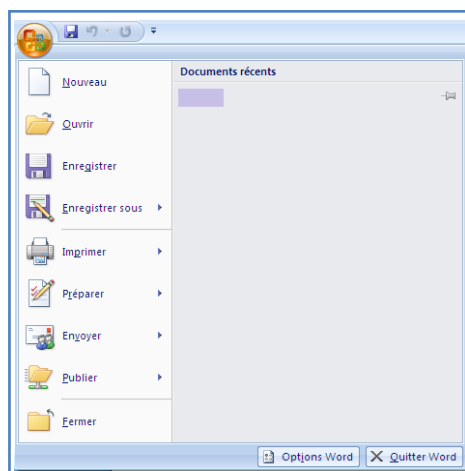 Documents récents
Nouveau
Ouvrir
Enregistrer
Enregistrer sous
Imprimer
Préparer
Envoyer
Publier
Fermer
Options Word
Quitter Word